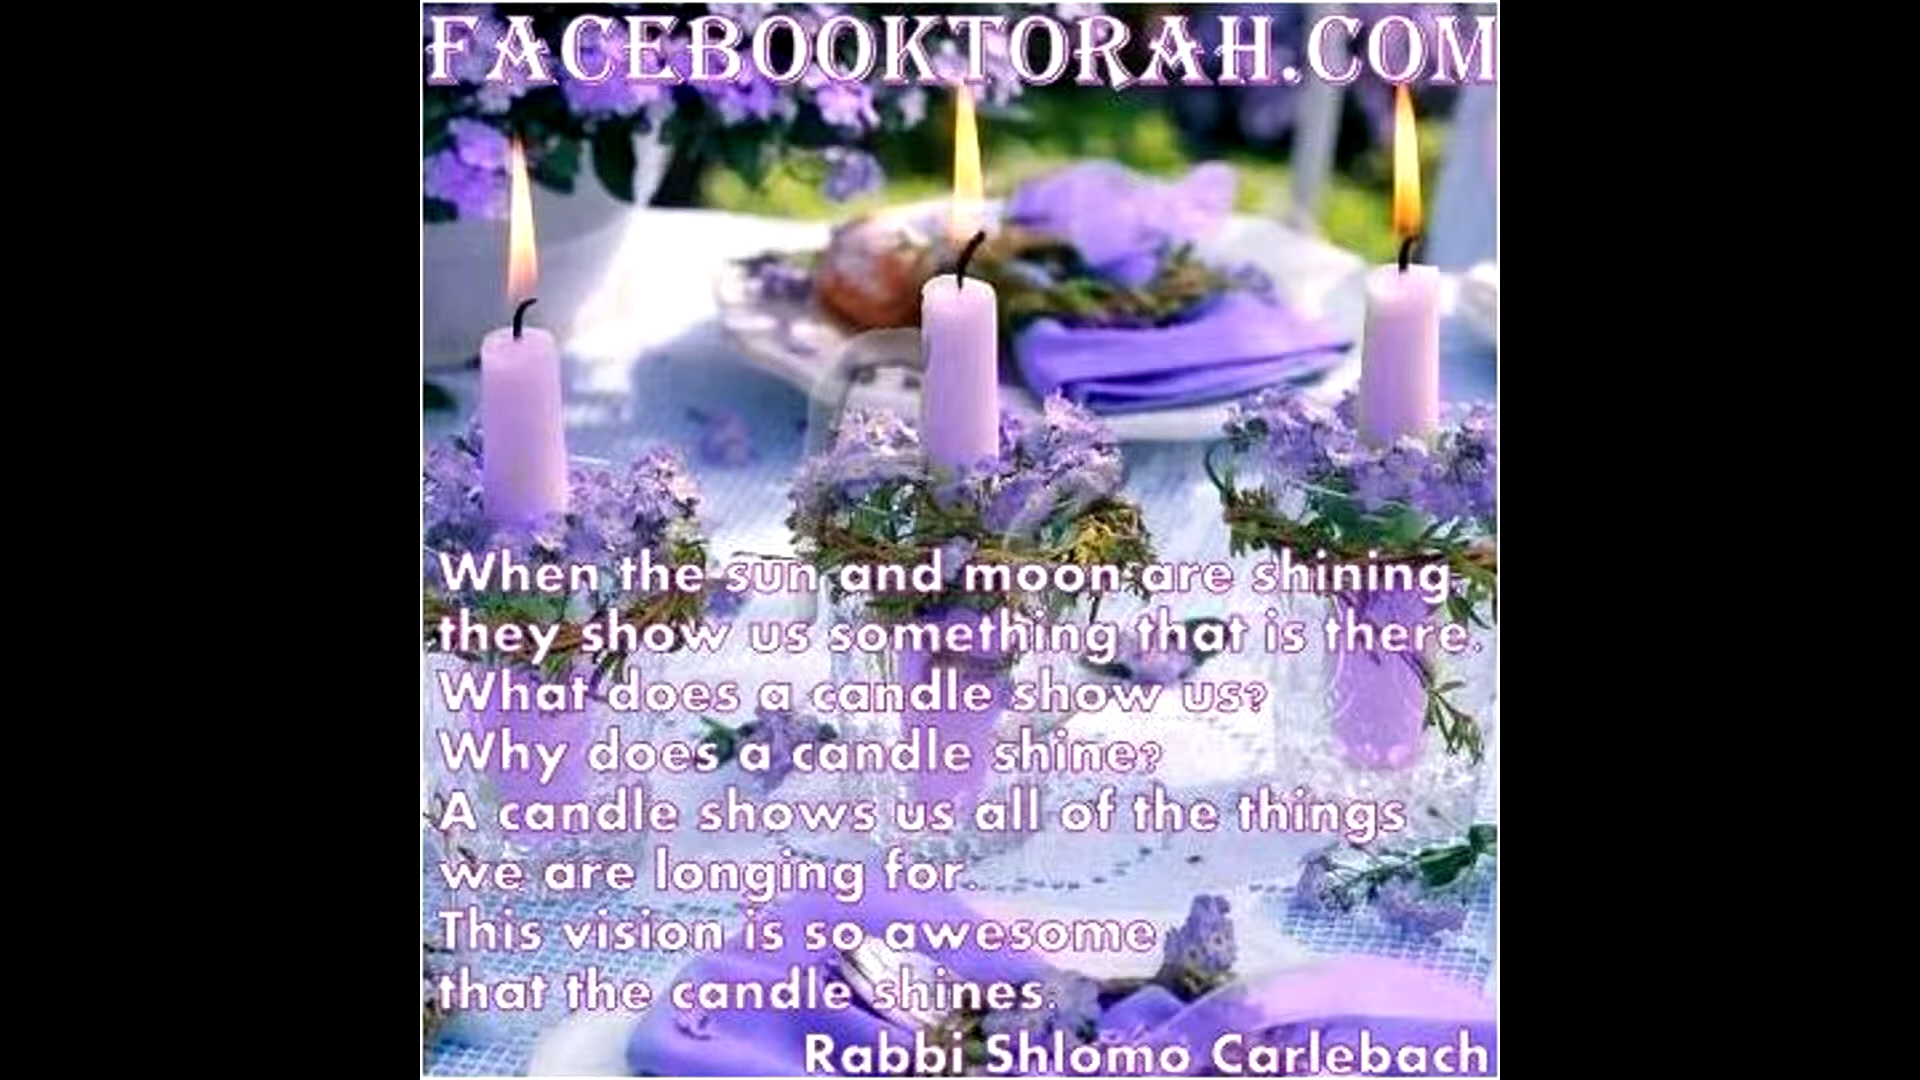 FACEBOOKTORAH.COM
When the sun and moon are shining
they show us something that is there.
What does a candle show us?
Why does a candle shine?
A candle shows us all of the things
we are longing for.
This vision is so awesome
that the candle shines.
Rabbi Shlomo Carlebach